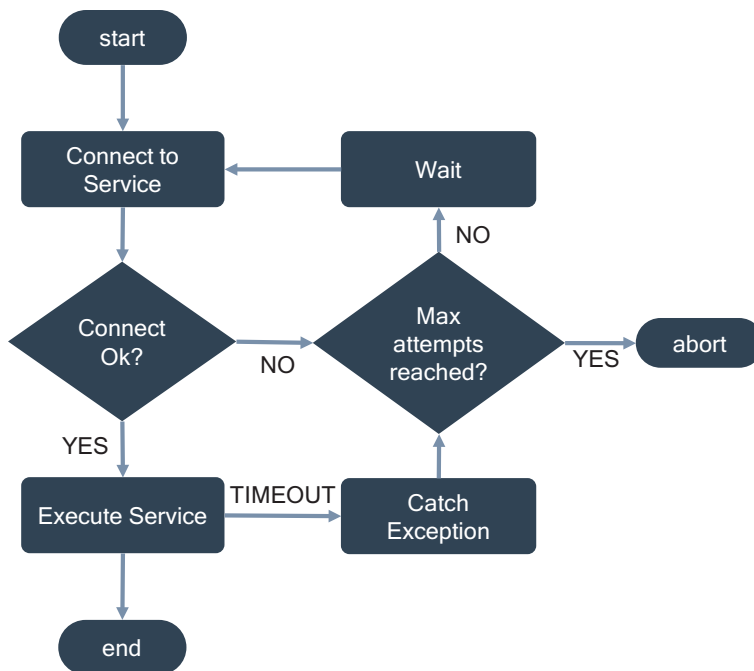 start
Connect to
Service
Wait
NO
Connect
Ok?
NO
Max
attempts
reached?
YES
abort
YES
Execute Service
TIMEOUT
Catch
Exception
end